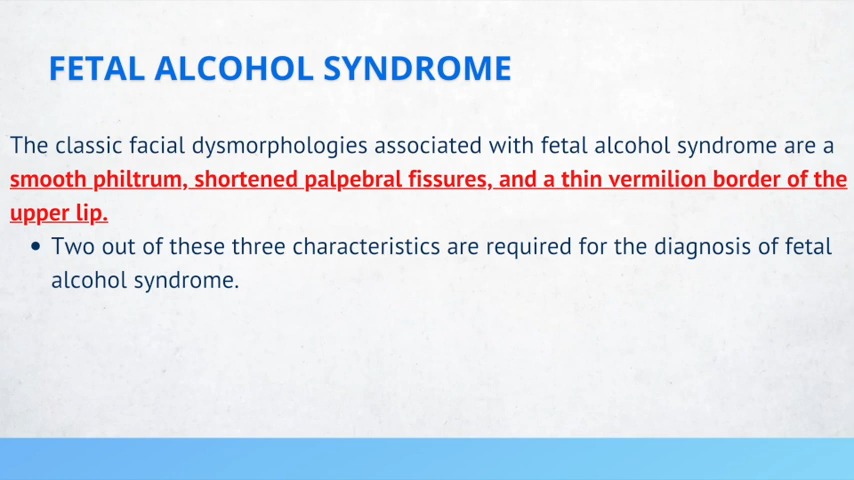 FETAL ALCOHOL SYNDROME
The classic facial dysmorphologies associated with fetal alcohol syndrome are a
smooth philtrum, shortened palpebral fissures, and a thin vermilion border of the
upper lip.
• Two out of these three characteristics are required for the diagnosis of fetal
alcohol syndrome.